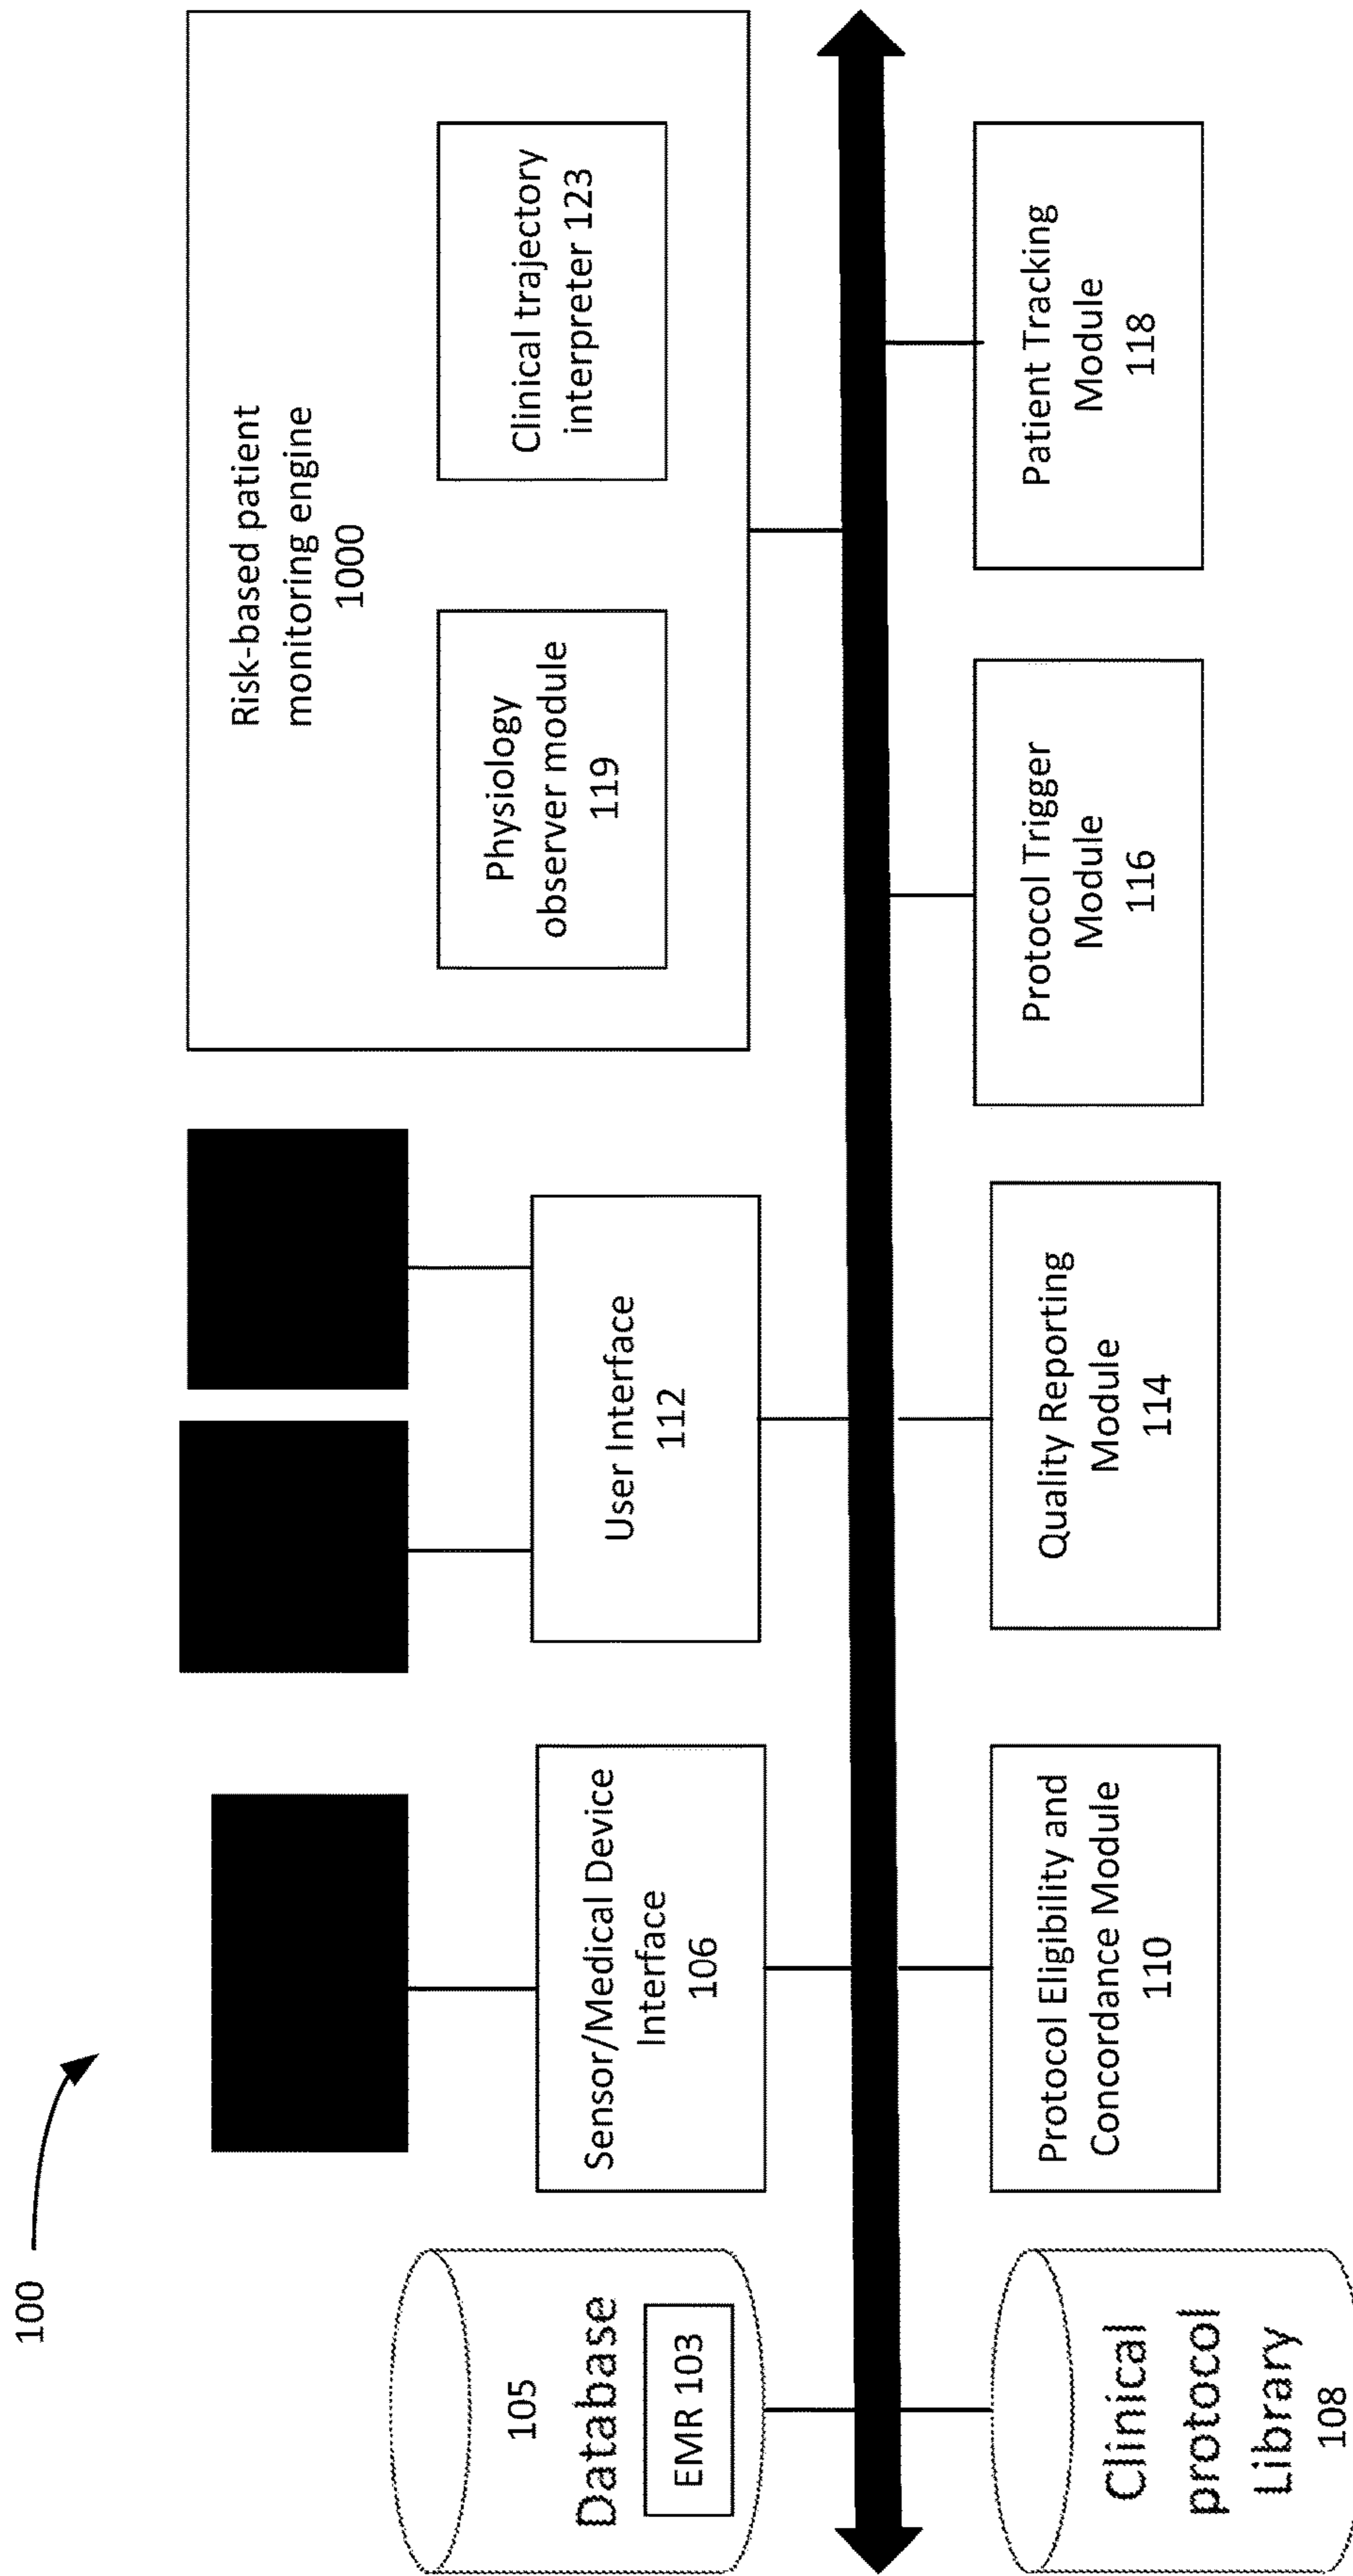 100
105
Database
EMR 103
Sensor/Medical Device
Interface
106
User Interface
112
Risk-based patient
monitoring engine
1000
Physiology
observer module
119
Clinical trajectory
interpreter 123
Clinical
protocol
Library
108
Protocol Eligibility and
Concordance Module
110
Quality Reporting
Module
114
Protocol Trigger
Module
116
Patient Tracking
Module
118